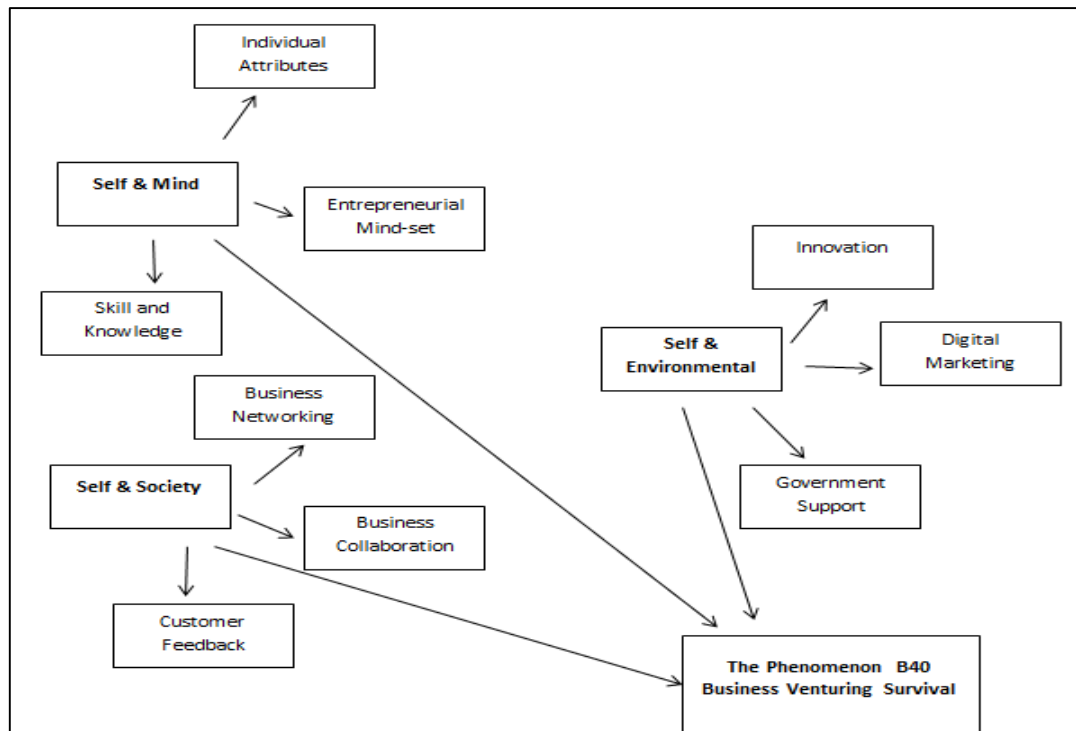 Individual
Attributes
Self & Mind
Entrepreneurial
Mind-set
Skill and
Knowledge
Business
Networking
Self & Society
Business
Collaboration
Customer
Feedback
Innovation
Self &
Environmental
Digital
Marketing
Government
Support
The Phenomenon B40
Business Venturing Survival